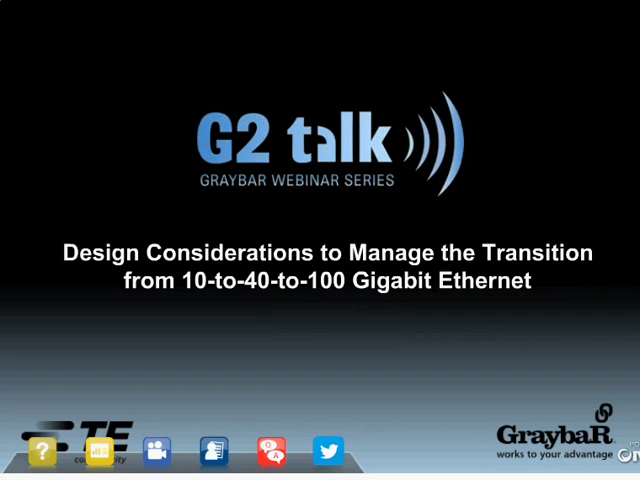 G2 talk
GRAYBAR WEBINAR SERIES
Design Considerations to Manage the Transition
from 10-to-40-to-100 Gigabit Ethernet
TE
?
Q
A
GraybaR
works to your advantage